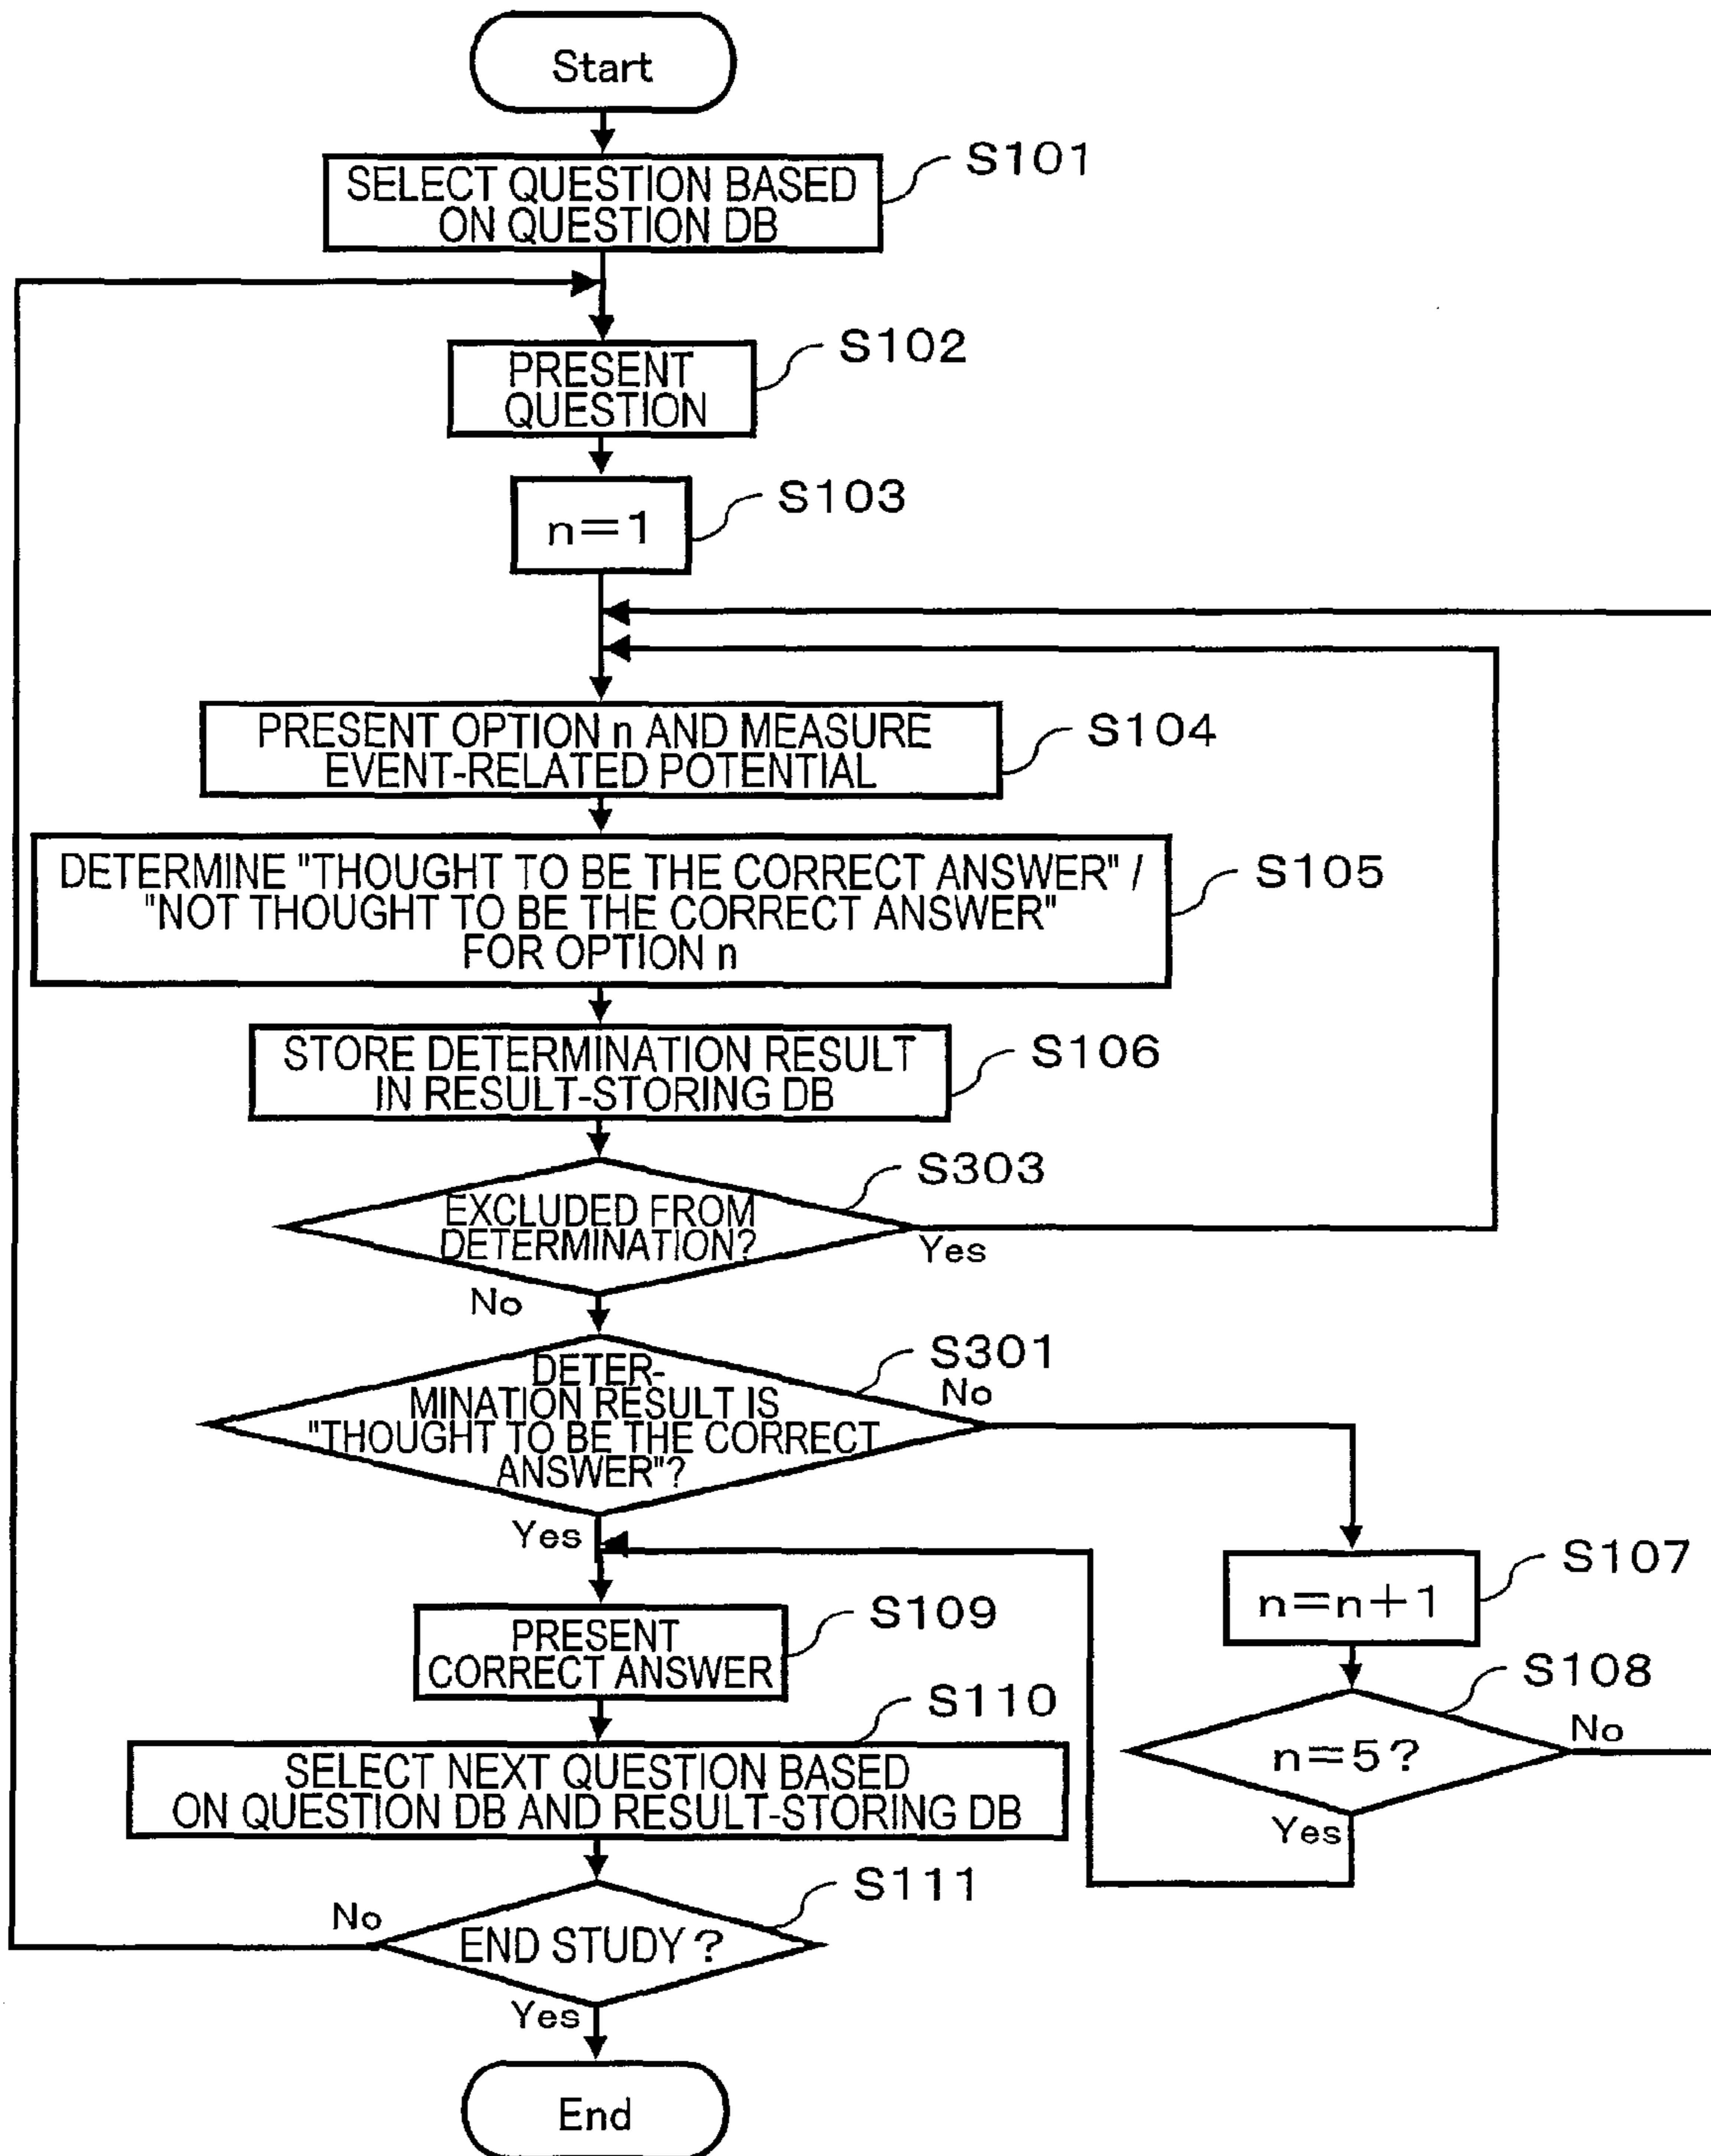 Start
S101
SELECT QUESTION BASED
ON QUESTION DB
S102
PRESENT
QUESTION
S103
n=1
S104
PRESENT OPTION n AND MEASURE
EVENT-RELATED POTENTIAL
S105
DETERMINE "THOUGHT TO BE THE CORRECT ANSWER" /
"NOT THOUGHT TO BE THE CORRECT ANSWER"
FOR OPTION n
S106
STORE DETERMINATION RESULT
IN RESULT-STORING DB
S303
EXCLUDED FROM
DETERMINATION?
Yes
No
S301
No
DETER-
MINATION RESULT IS
"THOUGHT TO BE THE CORRECT
ANSWER"?
Yes
S107
n=n+1
S109
PRESENT
CORRECT ANSWER
S108
No
n=5?
Yes
S110
SELECT NEXT QUESTION BASED
ON QUESTION DB AND RESULT-STORING DB
S111
No
END STUDY?
Yes
End